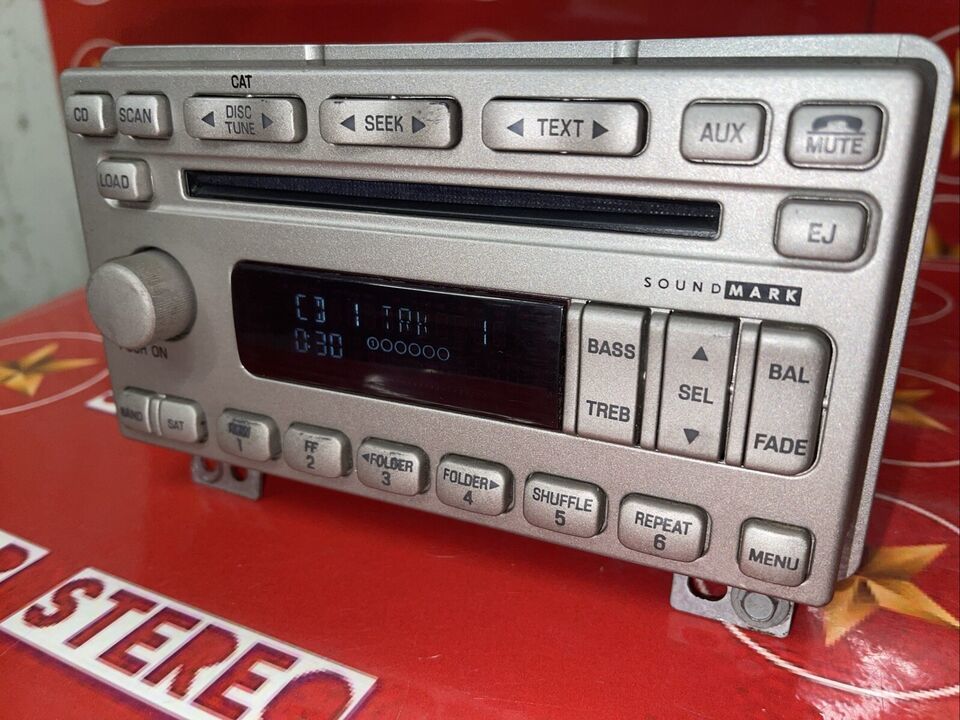 CAT
CD SCAN DISC TUNE SEEK TEXT AUX MUTE
LOAD EJ
SOUNDMARK
CD 1 TRK 1
0:30
PUSH ON
BASS
TREB
SEL
BAL
FADE
BAND SAT
1
FF
2
FOLDER
3
FOLDER
4
SHUFFLE
5
REPEAT
6
MENU
STEREO